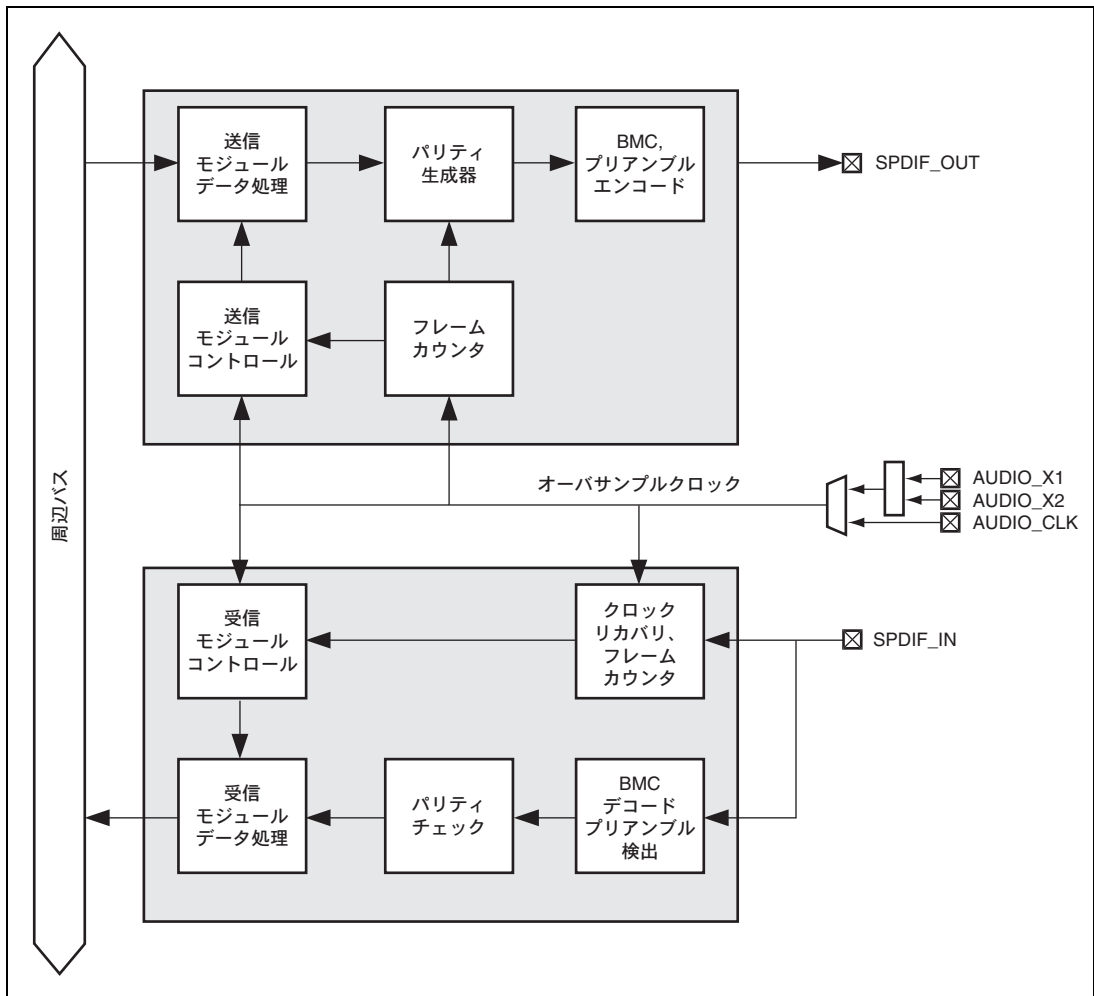 送信
モジュール
データ処理
パリティ
生成器
BMC,
プリアンブル
エンコード
SPDIF_OUT
送信
モジュール
コントロール
フレーム
カウンタ
周辺バス
オーバサンプルクロック
AUDIO_X1
AUDIO_X2
AUDIO_CLK
受信
モジュール
コントロール
クロック
リカバリ、
フレーム
カウンタ
SPDIF_IN
受信
モジュール
データ処理
パリティ
チェック
BMC
デコード
プリアンブル
検出